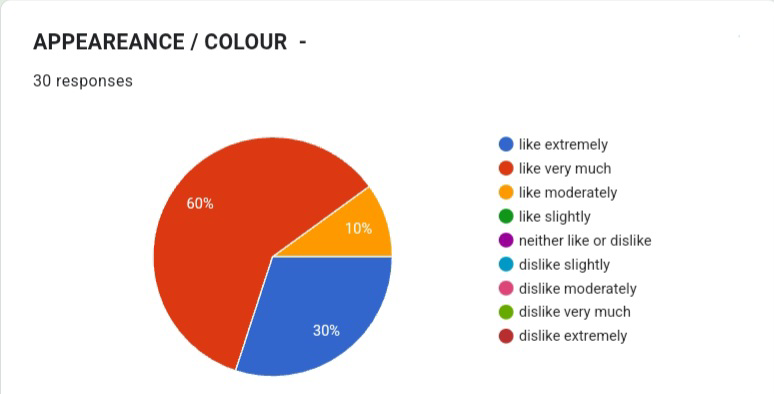 APPEAREANCE / COLOUR -
30 responses
60%
10%
30%
like extremely
like very much
like moderately
like slightly
neither like or dislike
dislike slightly
dislike moderately
dislike very much
dislike extremely